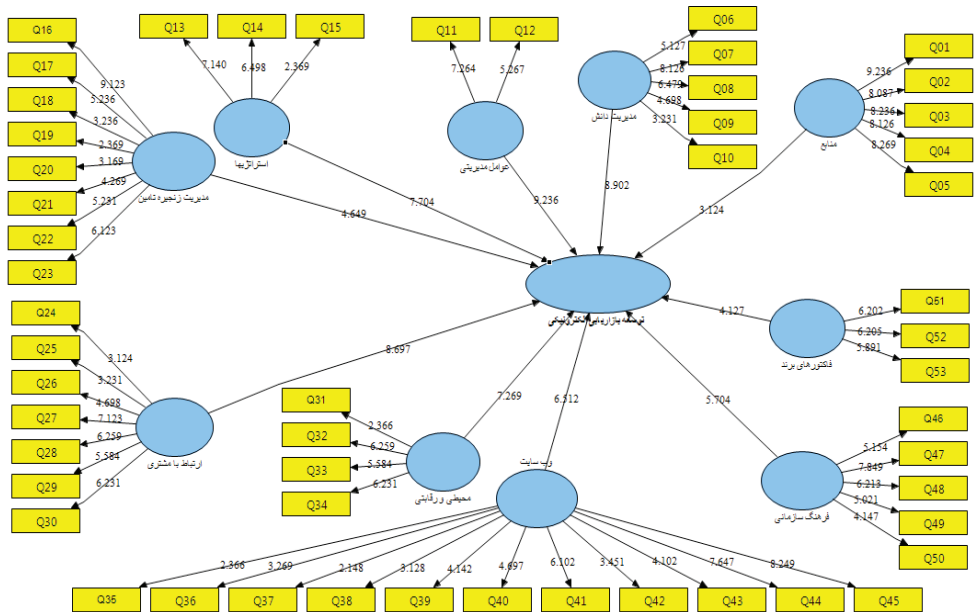 Q16
Q17
Q18
Q19
Q20
Q21
Q22
Q23
9.123
5.236
3.236
2.369
3.169
4.269
5.231
6.123
مدیریت زنجیره تامین
4.649
Q13
Q14
Q15
7.140
6.498
2.369
استراتژیها
7.704
Q11
Q12
7.264
5.267
عوامل مدیریتی
9.236
Q06
Q07
Q08
Q09
Q10
5.127
8.126
6.479
4.698
3.231
مدیریت دانش
8.902
Q01
Q02
Q03
Q04
Q05
9.236
8.087
8.236
8.126
8.269
منابع
3.124
توسعه بازاریابی الکترونیکی
Q24
Q25
Q26
Q27
Q28
Q29
Q30
3.124
3.231
4.698
7.123
6.259
5.584
6.231
ارتباط با مشتری
8.697
Q31
Q32
Q33
Q34
2.366
6.259
5.584
6.231
محیطی و رقابتی
7.269
وب سایت
6.512
2.366
3.269
2.148
3.128
4.142
4.697
6.102
3.451
4.102
7.647
8.249
Q35
Q36
Q37
Q38
Q39
Q40
Q41
Q42
Q43
Q44
Q45
Q51
Q52
Q53
6.202
6.205
5.891
فاکتورهای برند
4.127
Q46
Q47
Q48
Q49
Q50
5.154
7.849
6.213
5.021
4.147
فرهنگ سازمانی
5.704